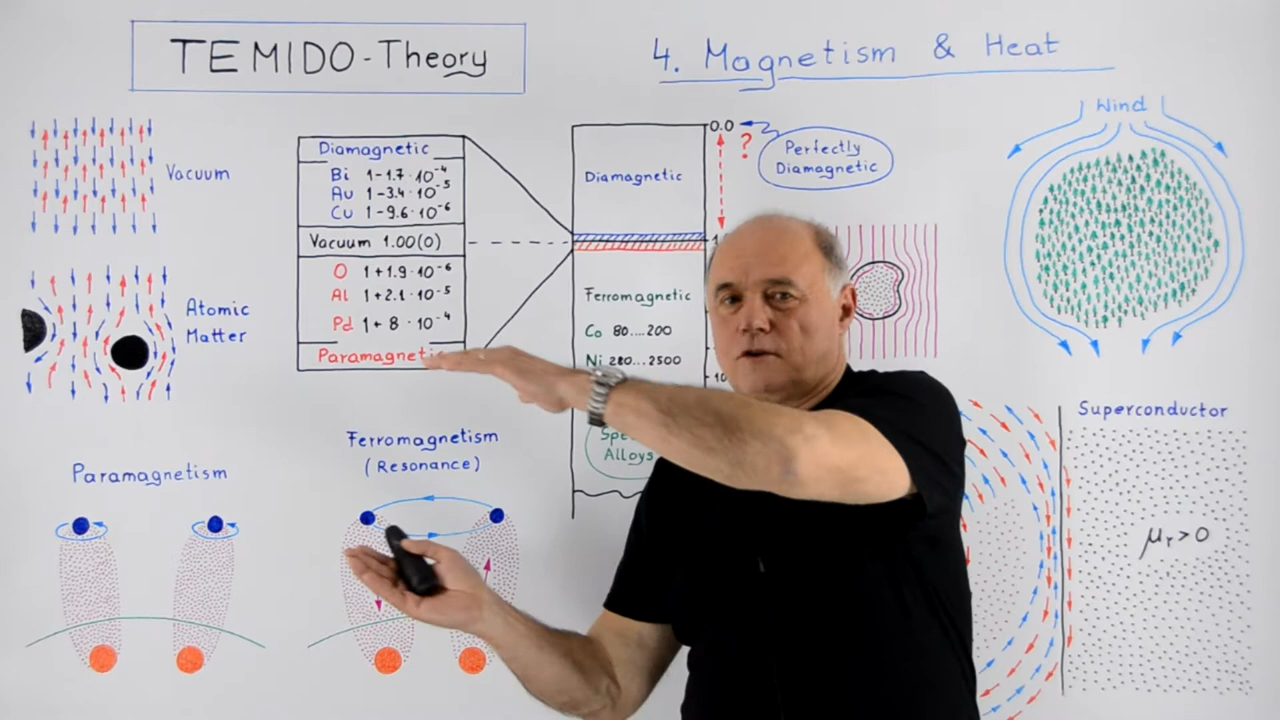 TEMIDO-Theory
4. Magnetism & Heat
Vacuum
Atomic
Matter
Diamagnetic
Bi 1-1.7·10⁻⁴
Au 1-3.4·10⁻⁵
Cu 1-9.6·10⁻⁶
Vacuum 1.00(0)
O 1+1.9·10⁻⁶
Al 1+2.1·10⁻⁵
Pd 1+8·10⁻⁴
Paramagnetic
Diamagnetic
Ferromagnetic
Co 80....200
Ni 280...2500
Alloys
0.0
?
Perfectly
Diamagnetic
Wind
Paramagnetism
Ferromagnetism
(Resonance)
Superconductor
μr>0